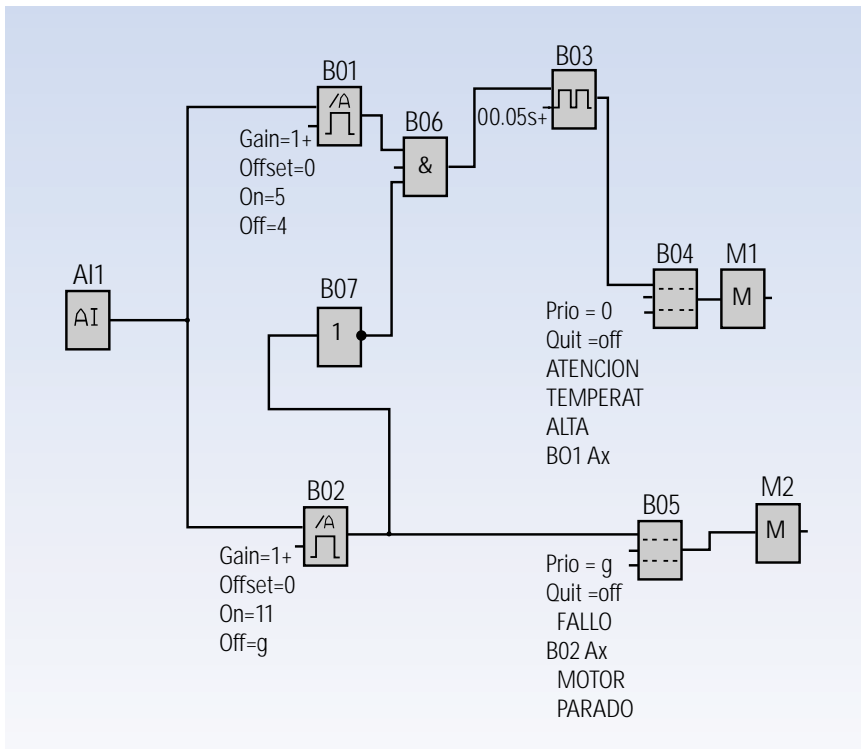 B01
/A
Gain=1+
Offset=0
On=5
Off=4
B06
&
B03
00.05s+
AI1
AI
B07
1
B04
M1
M
Prio = 0
Quit =off
ATENCION
TEMPERAT
ALTA
BO1 Ax
B02
/A
Gain=1+
Offset=0
On=11
Off=g
B05
M2
M
Prio = g
Quit =off
FALLO
B02 Ax
MOTOR
PARADO